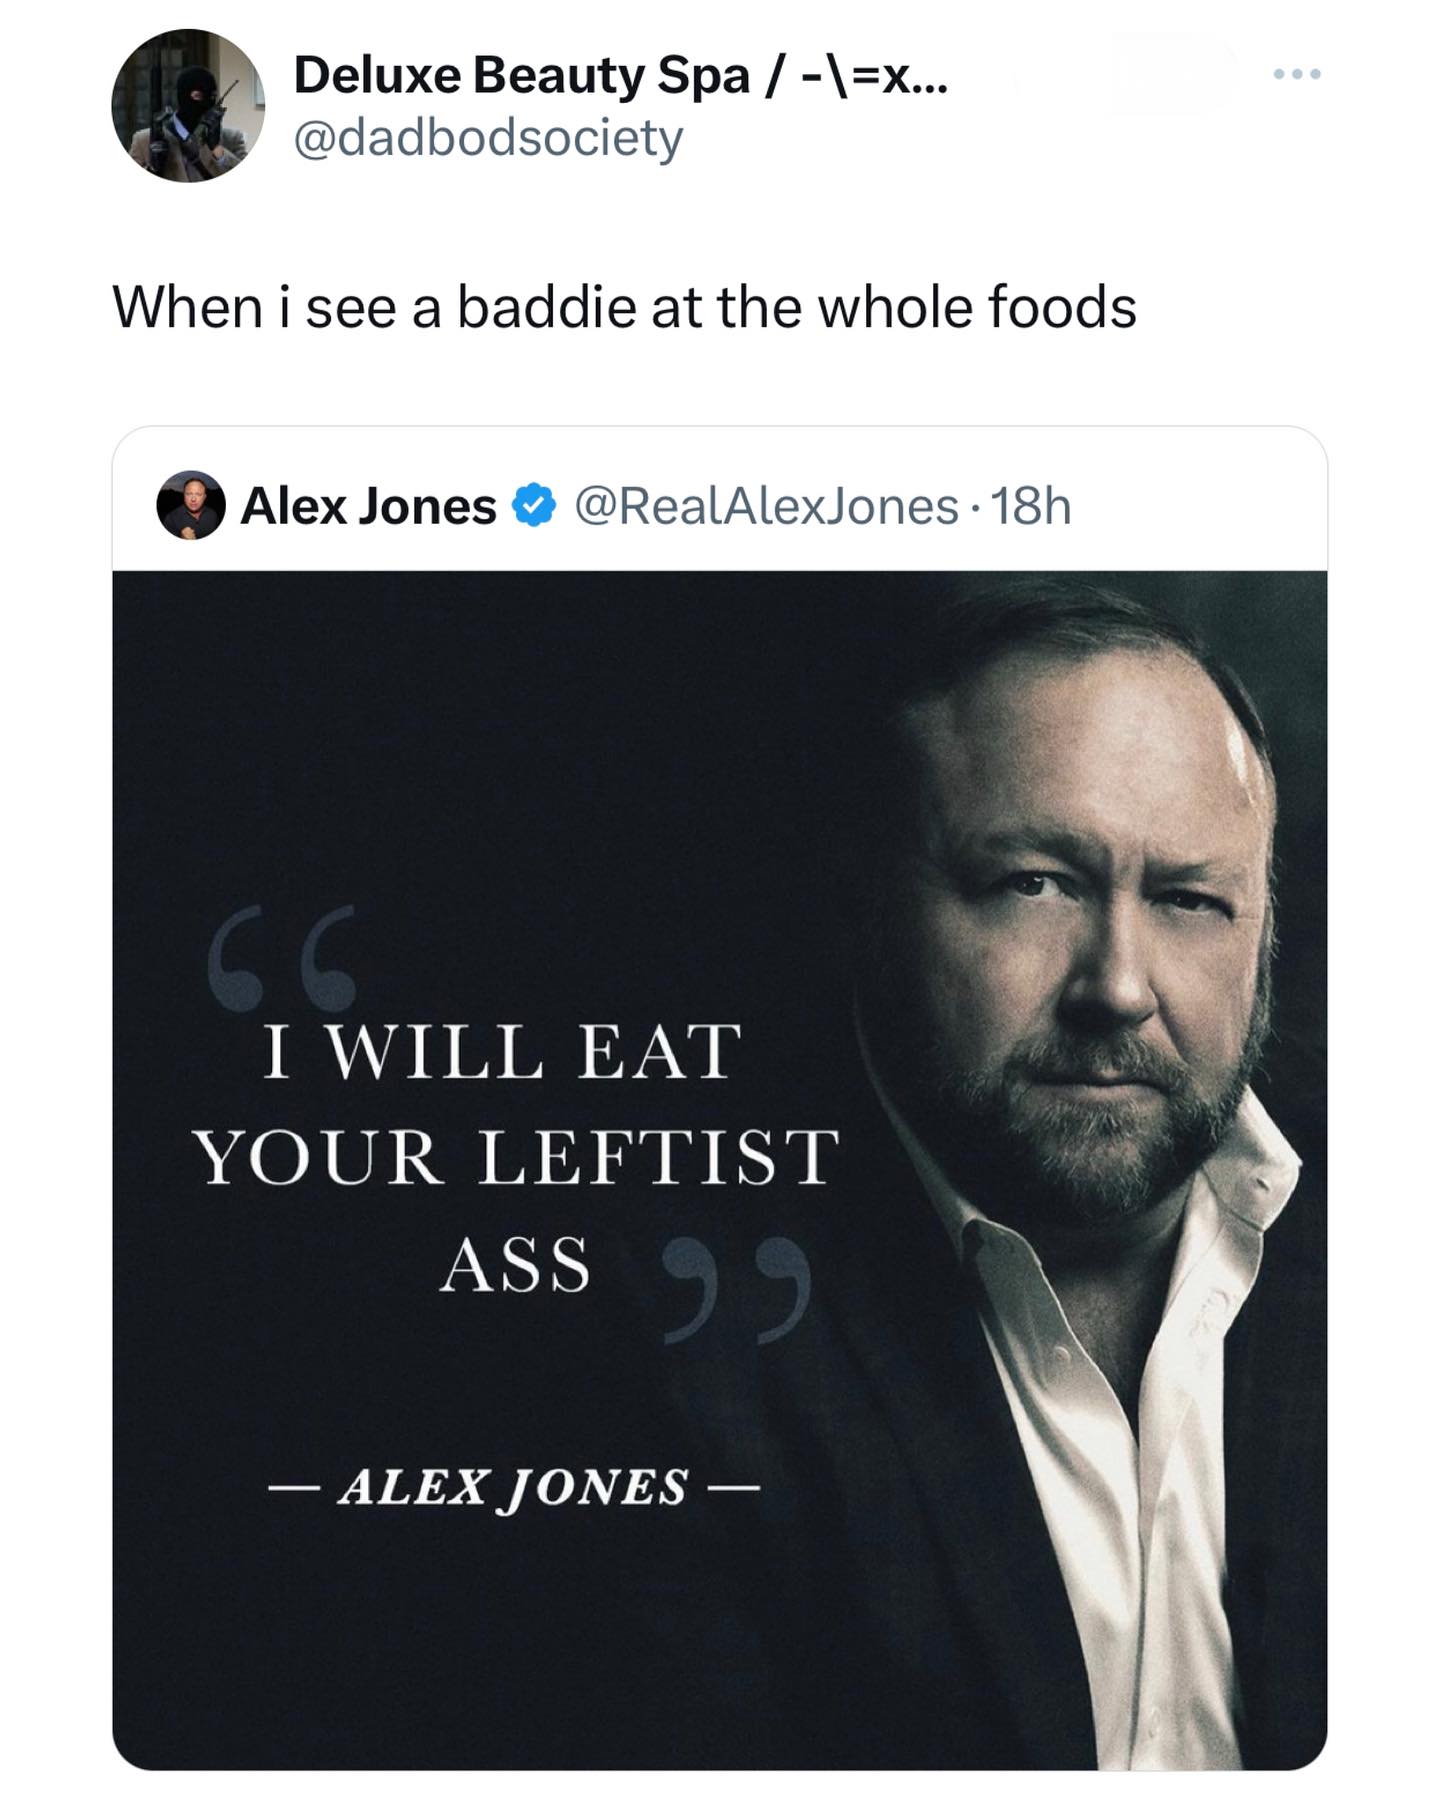 Deluxe Beauty Spa / -\=x...
@dadbodsociety
When i see a baddie at the whole foods
Alex Jones @RealAlexJones · 18h
“
I WILL EAT
YOUR LEFTIST
ASS ”
— ALEX JONES —